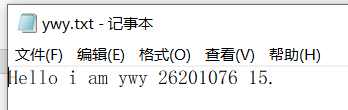 ywy.txt - 记事本
文件(F) 编辑(E) 格式(O) 查看(V) 帮助(H)
Hello i am ywy 26201076 15.